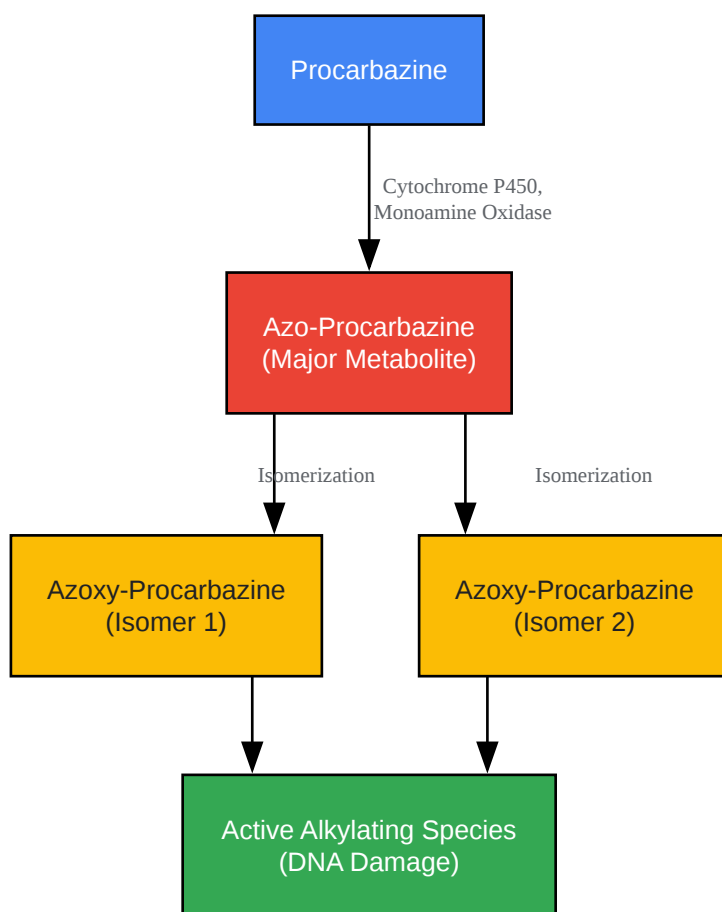 Procarbazine
Cytochrome P450,
Monoamine Oxidase
Azo-Procarbazine
(Major Metabolite)
Isomerization
Isomerization
Azoxy-Procarbazine
(Isomer 1)
Azoxy-Procarbazine
(Isomer 2)
Active Alkylating Species
(DNA Damage)